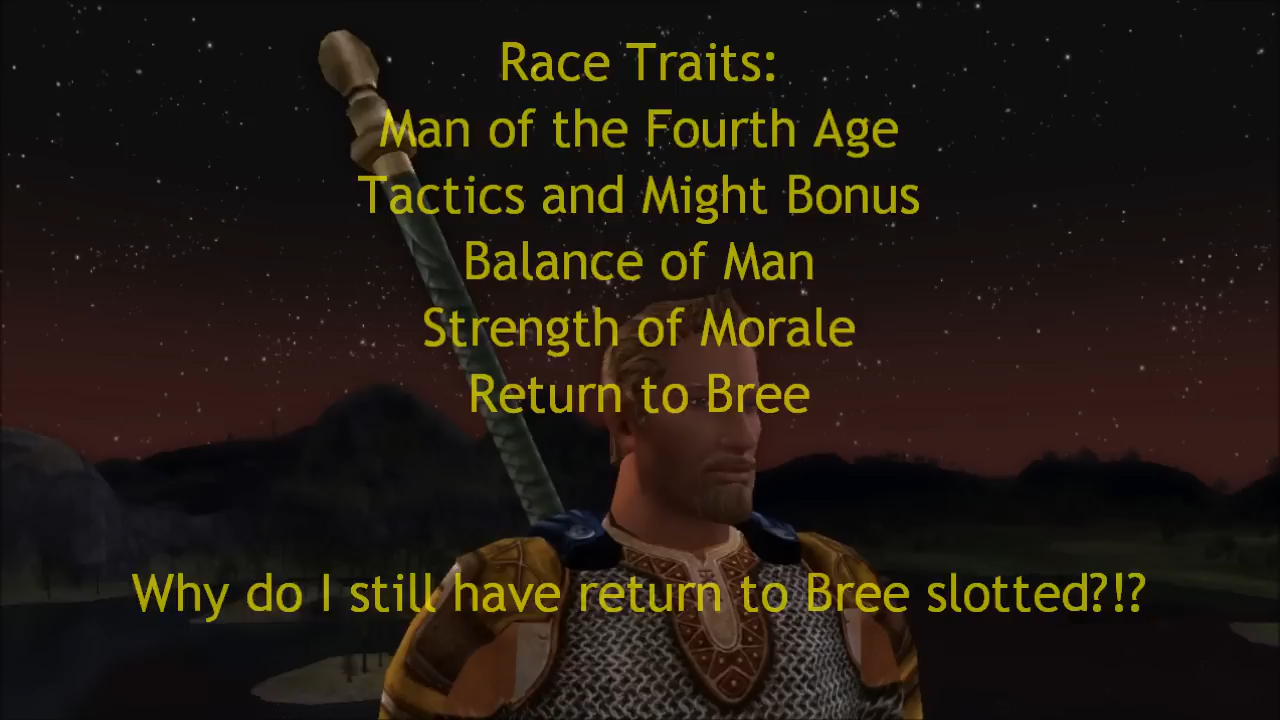 Race Traits:
Man of the Fourth Age
Tactics and Might Bonus
Balance of Man
Strength of Morale
Return to Bree
Why do I still have return to Bree slotted?!?